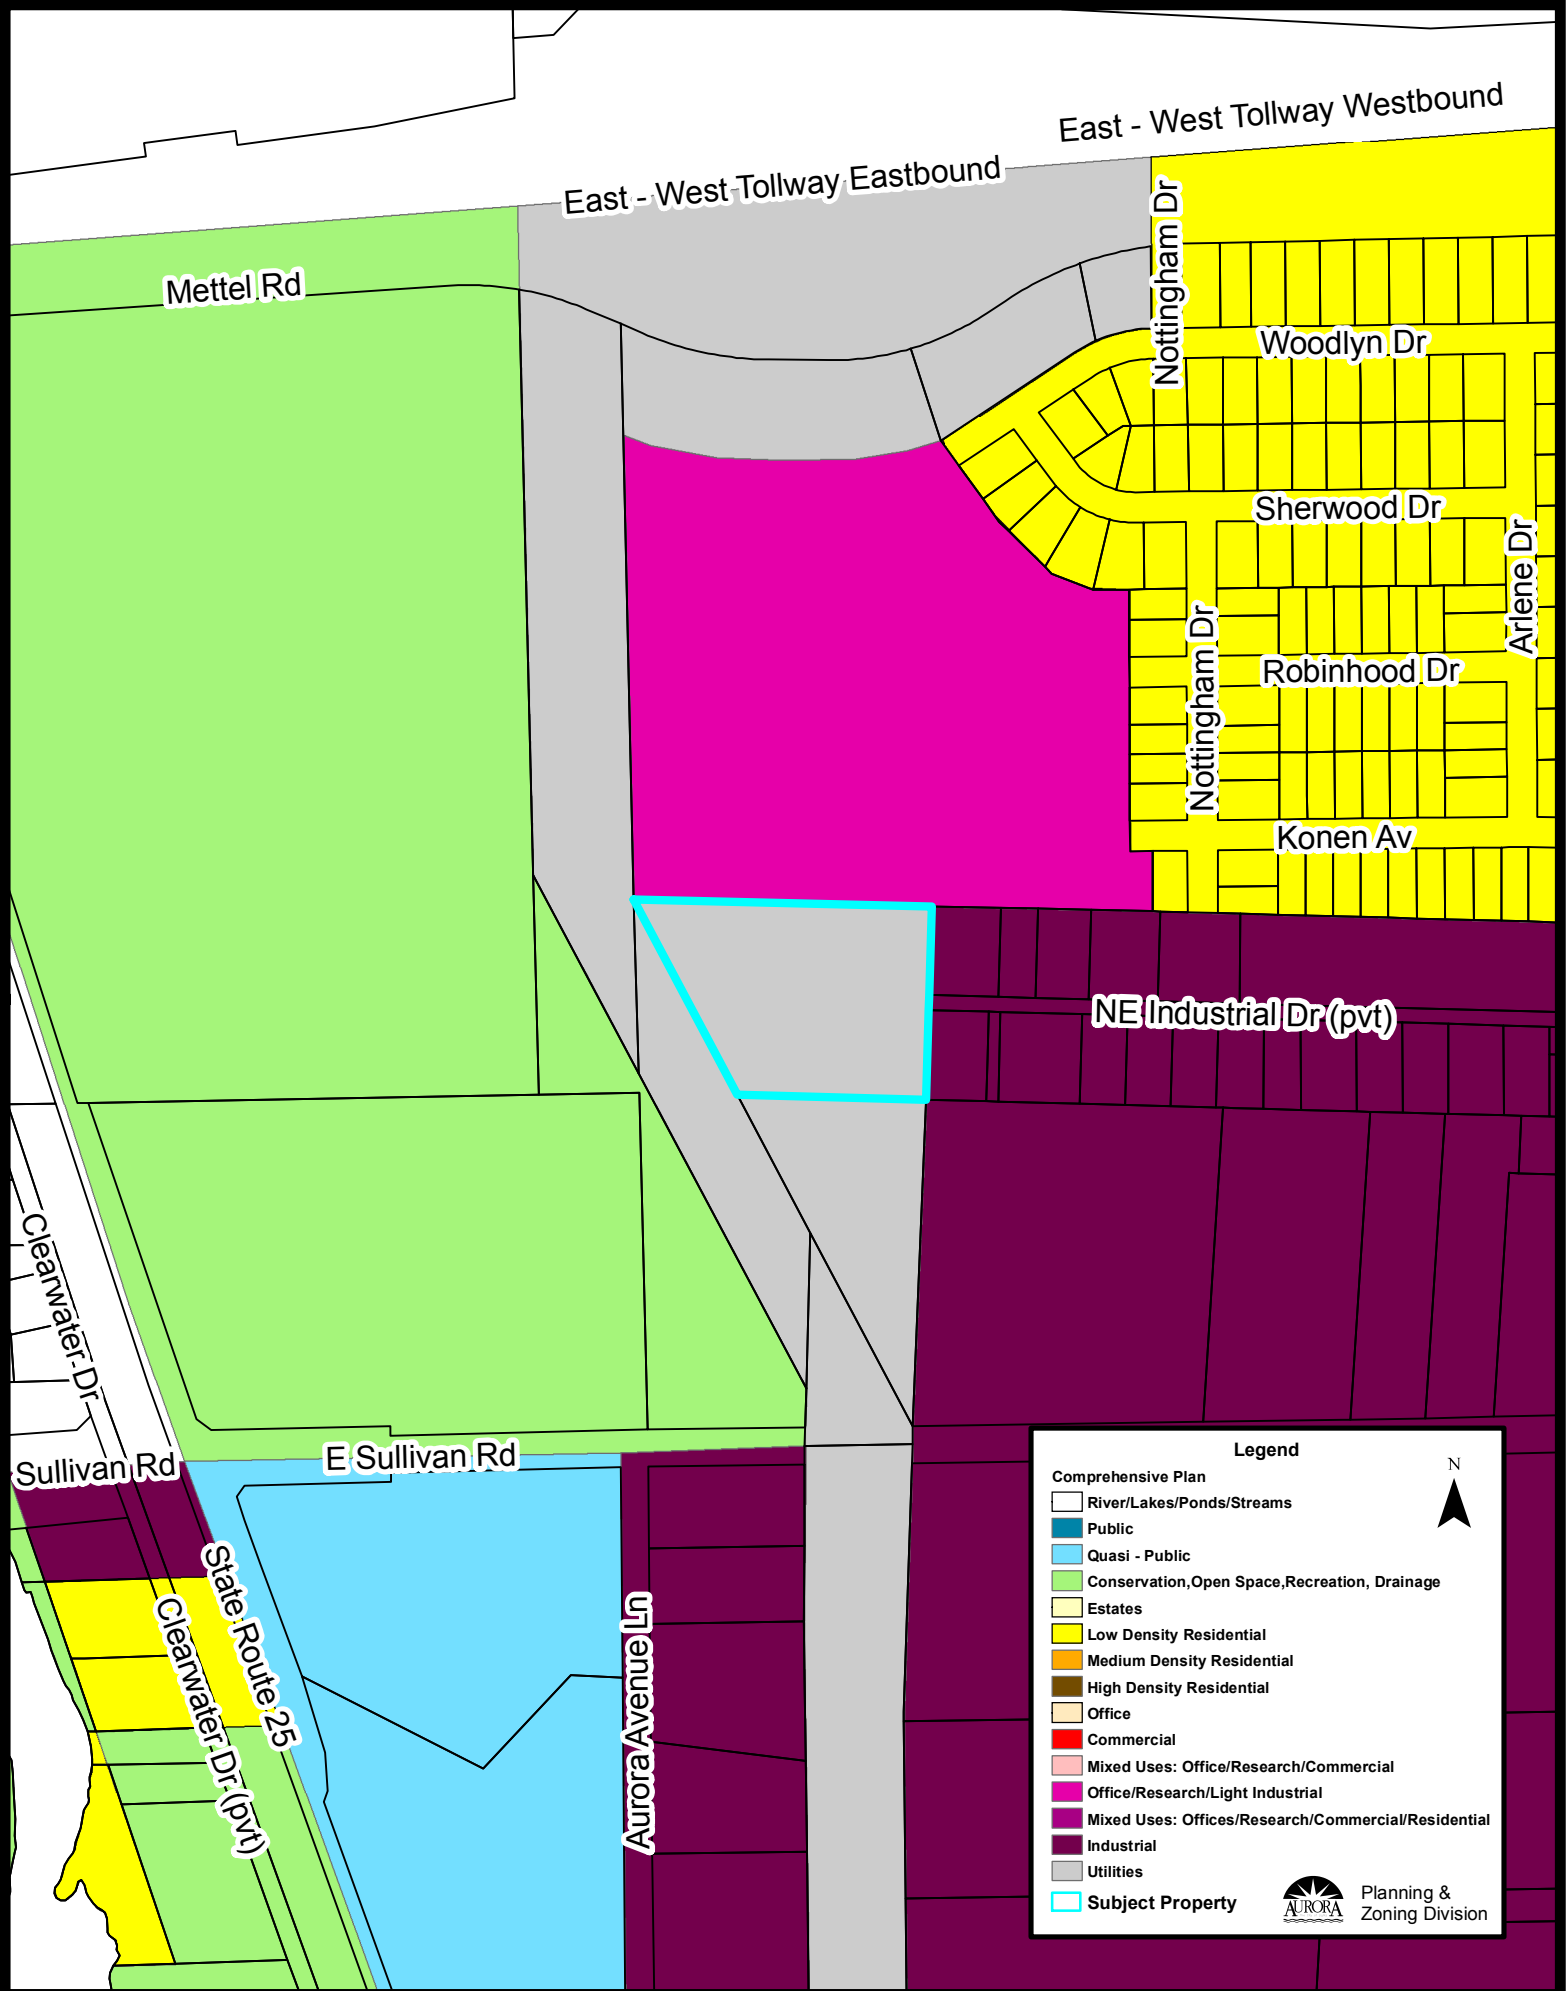 East - West Tollway Westbound
East - West Tollway Eastbound
Mettel Rd
Nottingham Dr
Woodlyn Dr
Sherwood Dr
Arlene Dr
Nottingham Dr
Robinhood Dr
Konen Av
NE Industrial Dr (pvt)
Clearwater Dr
Sullivan Rd
E Sullivan Rd
State Route 25
Clearwater Dr (pvt)
Aurora Avenue Ln
Legend
N
Comprehensive Plan
River/Lakes/Ponds/Streams
Public
Quasi - Public
Conservation,Open Space,Recreation, Drainage
Estates
Low Density Residential
Medium Density Residential
High Density Residential
Office
Commercial
Mixed Uses: Office/Research/Commercial
Office/Research/Light Industrial
Mixed Uses: Offices/Research/Commercial/Residential
Industrial
Utilities
Subject Property
AURORA
Planning &
Zoning Division